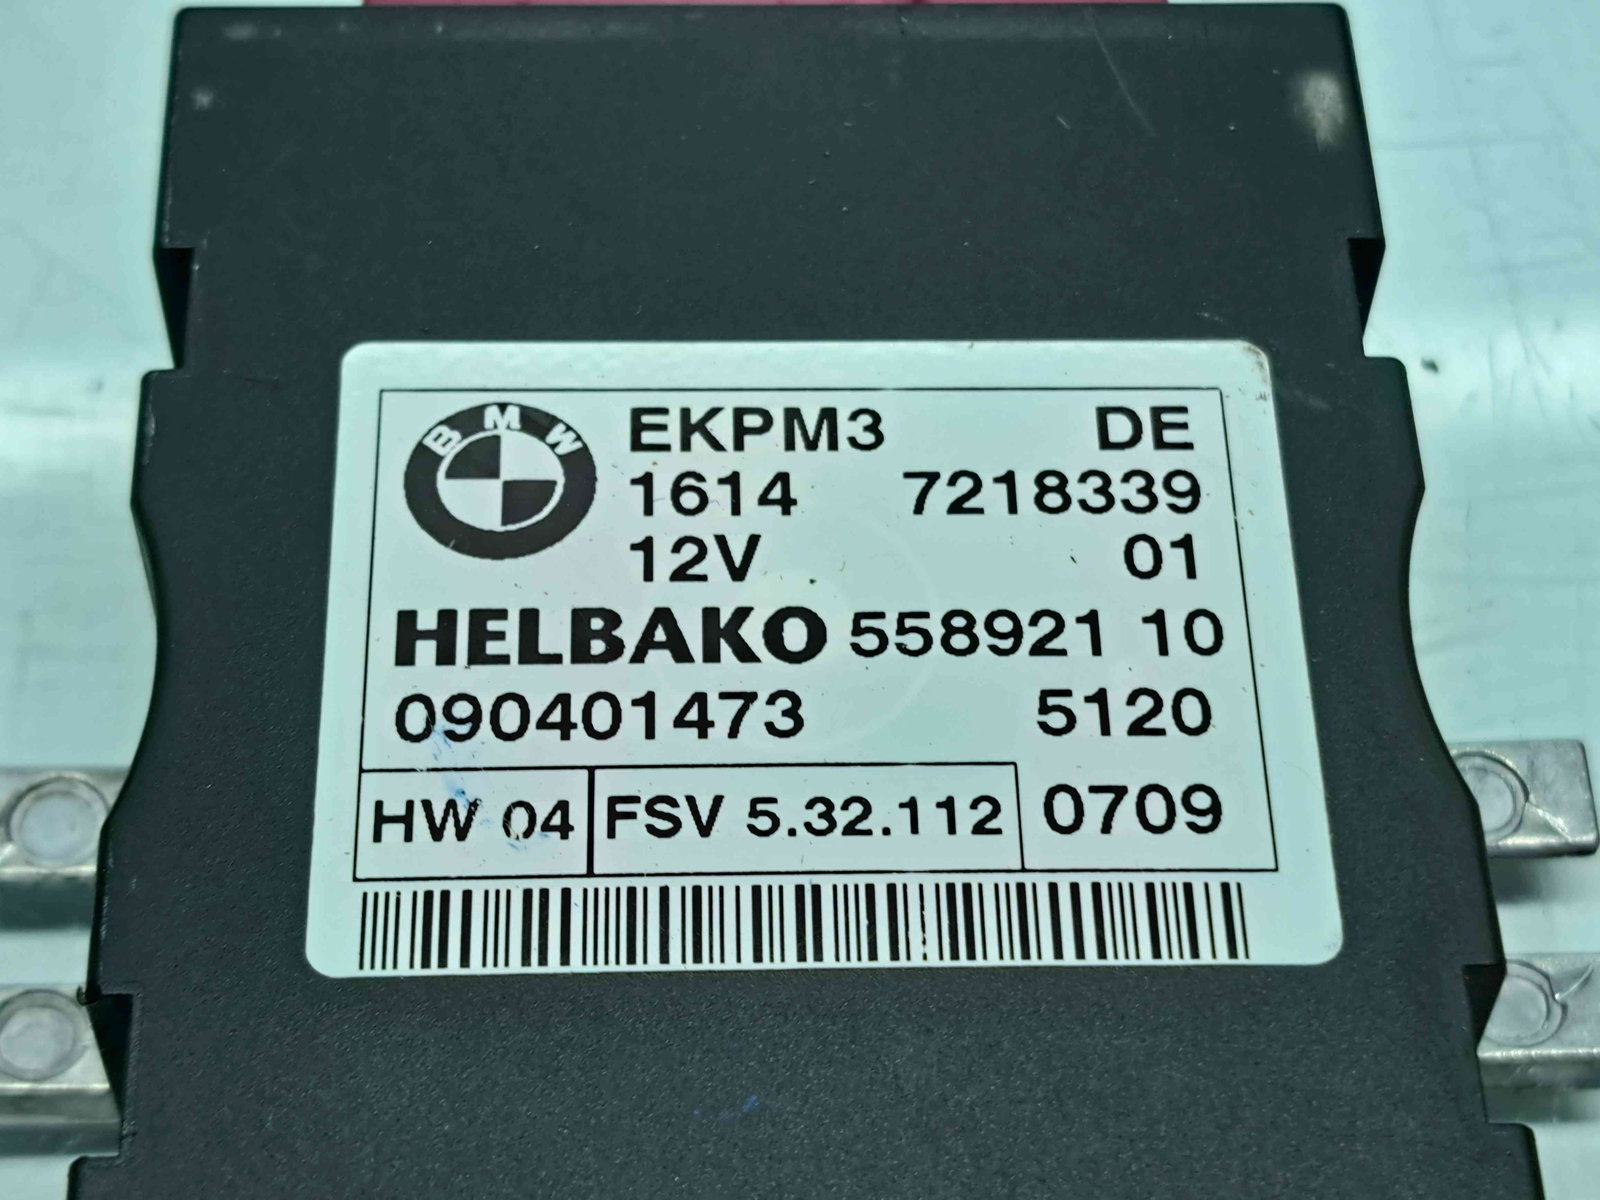 BMW
EKPM3 DE
1614 7218339
12V 01
HELBAKO 558921 10
090401473 5120
HW 04 FSV 5.32.112 0709